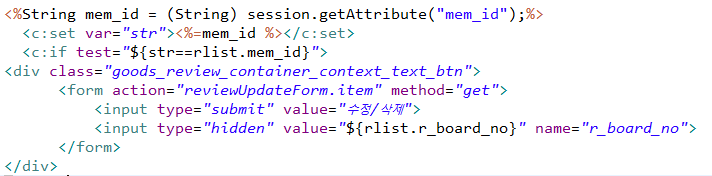 <%String mem_id = (String) session.getAttribute("mem_id");%>
<c:set var="str"><%=mem_id %></c:set>
<c:if test="${str==rlist.mem_id}">
<div class="goods_review_container_context_text_btn">
<form action="reviewUpdateForm.item" method="get">
<input type="submit" value="수정/삭제">
<input type="hidden" value="${rlist.r_board_no}" name="r_board_no">
</form>
</div>